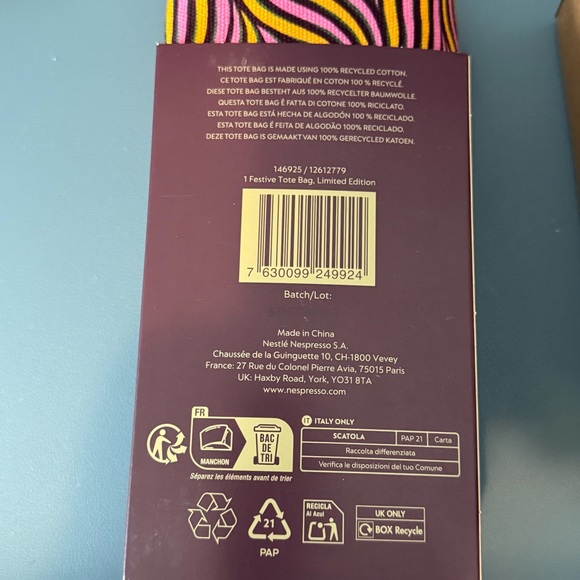 THIS TOTE BAG IS MADE USING 100% RECYCLED COTTON.
CE TOTE BAG EST FABRIQUÉ EN COTON 100 % RECYCLÉ.
DIESE TOTE BAG BESTEHT AUS 100% RECYCELTER BAUMWOLLE.
QUESTA TOTE BAG È FATTA DI COTONE 100% RICICLATO.
ESTA TOTE BAG ESTÁ HECHA DE ALGODÓN 100% RECICLADO.
ESTA TOTE BAG É FEITA DE ALGODÃO 100% RECICLADO.
DEZE TOTE BAG IS GEMAAKT VAN 100% GERECYCLED KATOEN.
146925 / 12612779
1 Festive Tote Bag, Limited Edition
7 630099 249924
Batch/Lot:
Made in China
Nestlé Nespresso S.A.
Chaussée de la Guinguette 10, CH-1800 Vevey
France: 27 Rue du Colonel Pierre Avia, 75015 Paris
UK: Haxby Road, York, YO31 8TA
www.nespresso.com
FR
MANCHON
BAC
DE
TRI
Séparez les éléments avant de trier
IT ITALY ONLY
SCATOLA PAP 21 Carta
Raccolta differenziata
Verifica le disposizioni del tuo Comune
21
PAP
RECICLA
Al Azul
UK ONLY
BOX Recycle